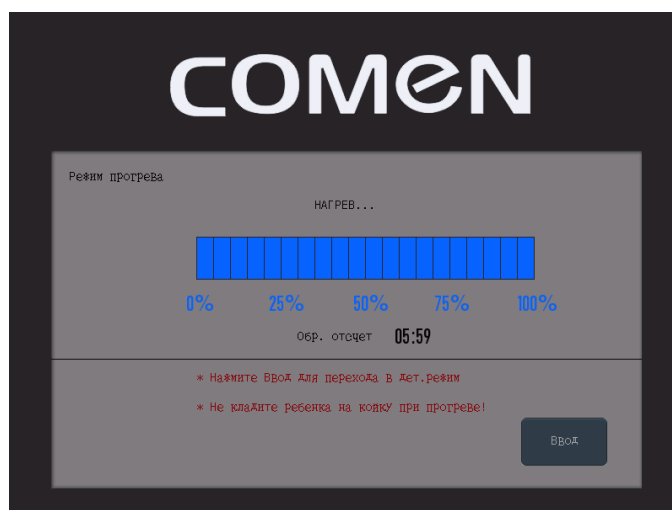 COMEN
Режим прогрева
НАГРЕВ...
0% 25% 50% 75% 100%
Обр. отсчет 05:59
* Нажмите Ввод для перехода в дет.режим
* Не кладите ребенка на койку при прогреве!
Ввод